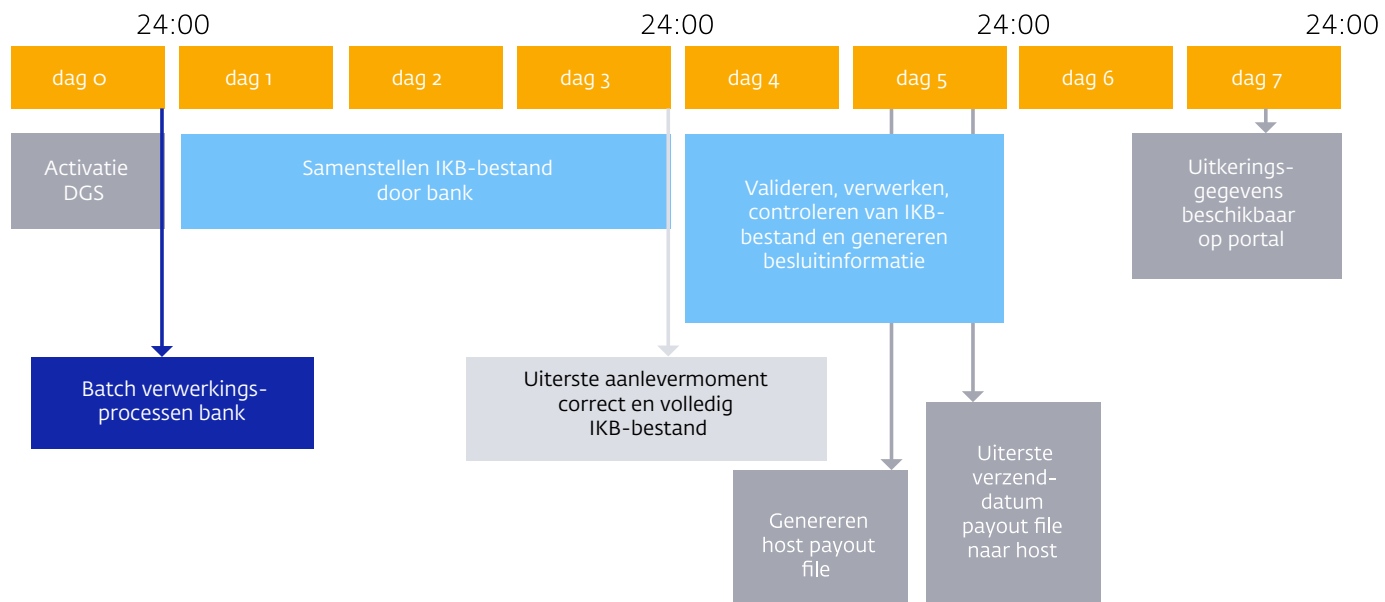 24:00
24:00
24:00
24:00
dag 0
dag 1
dag 2
dag 3
dag 4
dag 5
dag 6
dag 7
Activatie
DGS
Samenstellen IKB-bestand
door bank
Valideren, verwerken,
controleren van IKB-
bestand en genereren
besluitinformatie
Uitkerings-
gegevens
beschikbaar
op portal
Batch verwerkings-
processen bank
Uiterste aanlevermoment
correct en volledig
IKB-bestand
Genereren
host payout
file
Uiterste
verzend-
datum
payout file
naar host